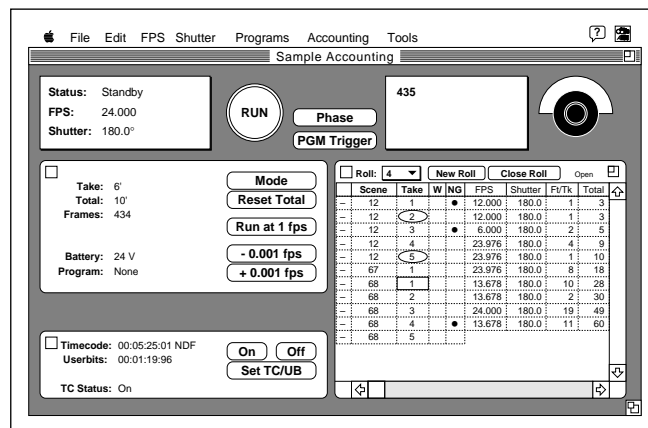 File Edit FPS Shutter Programs Accounting Tools ?
Sample Accounting
Status: Standby
FPS: 24.000
Shutter: 180.0°
RUN
Phase
PGM Trigger
435
Take: 6'
Total: 10'
Frames: 434
Battery: 24 V
Program: None
Mode
Reset Total
Run at 1 fps
- 0.001 fps
+ 0.001 fps
Timecode: 00:05:25:01 NDF
Userbits: 00:01:19:96
TC Status: On
On Off
Set TC/UB
Roll: 4 New Roll Close Roll Open
Scene Take W NG FPS Shutter Ft/Tk Total
– 12 1 • 12.000 180.0 1 3
– 12 2 12.000 180.0 1 3
– 12 3 • 6.000 180.0 2 5
– 12 4 23.976 180.0 4 9
– 12 5 23.976 180.0 1 10
– 67 1 23.976 180.0 8 18
– 68 1 13.678 180.0 10 28
– 68 2 13.678 180.0 2 30
– 68 3 24.000 180.0 19 49
– 68 4 • 13.678 180.0 11 60
– 68 5